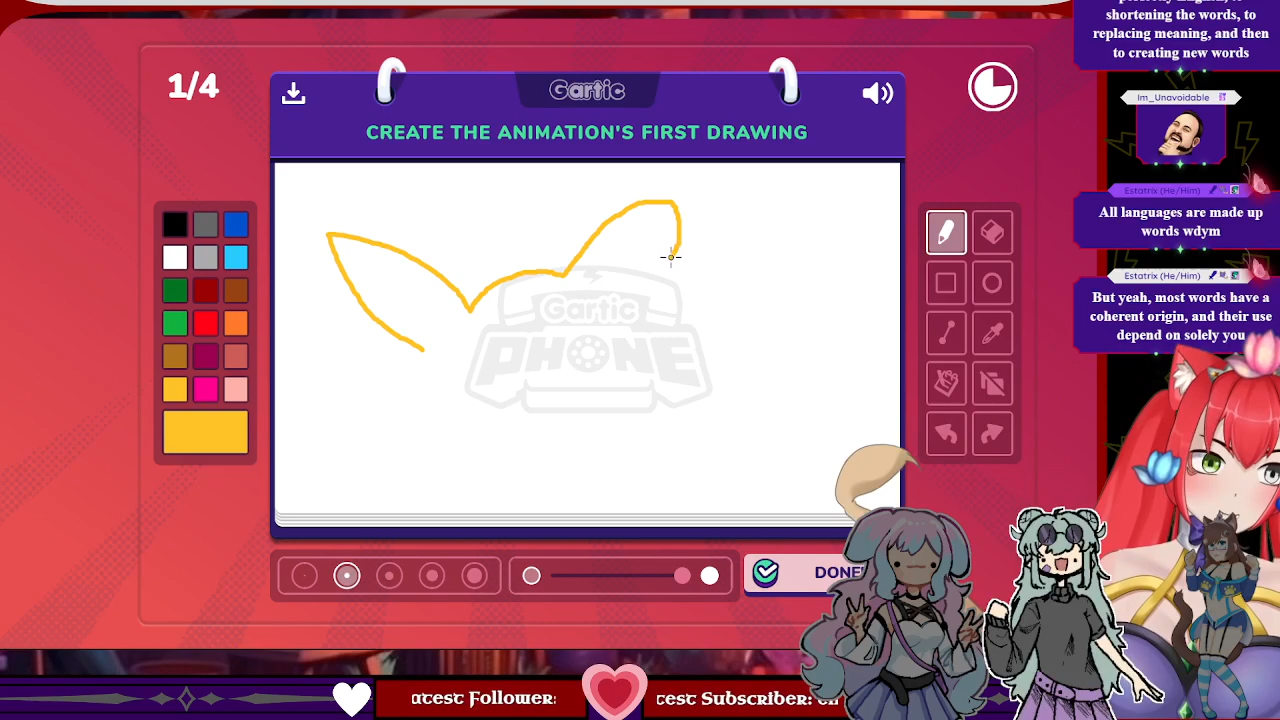 shortening the words, to
replacing meaning, and then
to creating new words
1/4
Gartic
CREATE THE ANIMATION'S FIRST DRAWING
Im_Unavoidable
Estatrix (He/Him)
All languages are made up
words wdym
Estatrix (He/Him)
But yeah, most words have a
coherent origin, and their use
depend on solely you
Gartic
PHONE
DONE
atest Follower:
test Subscriber: